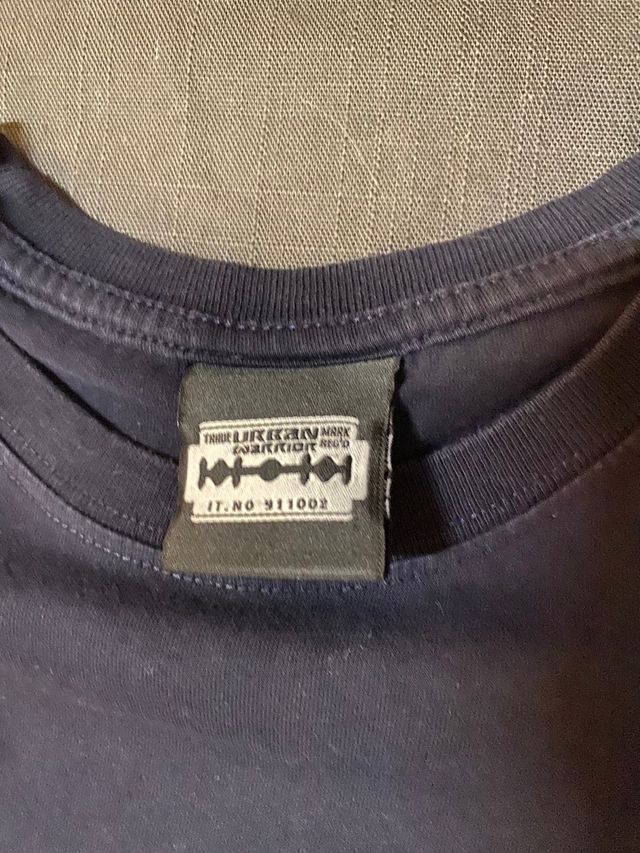 TRADE URBAN MARK
WARRIOR REG'D
IT.NO 911002